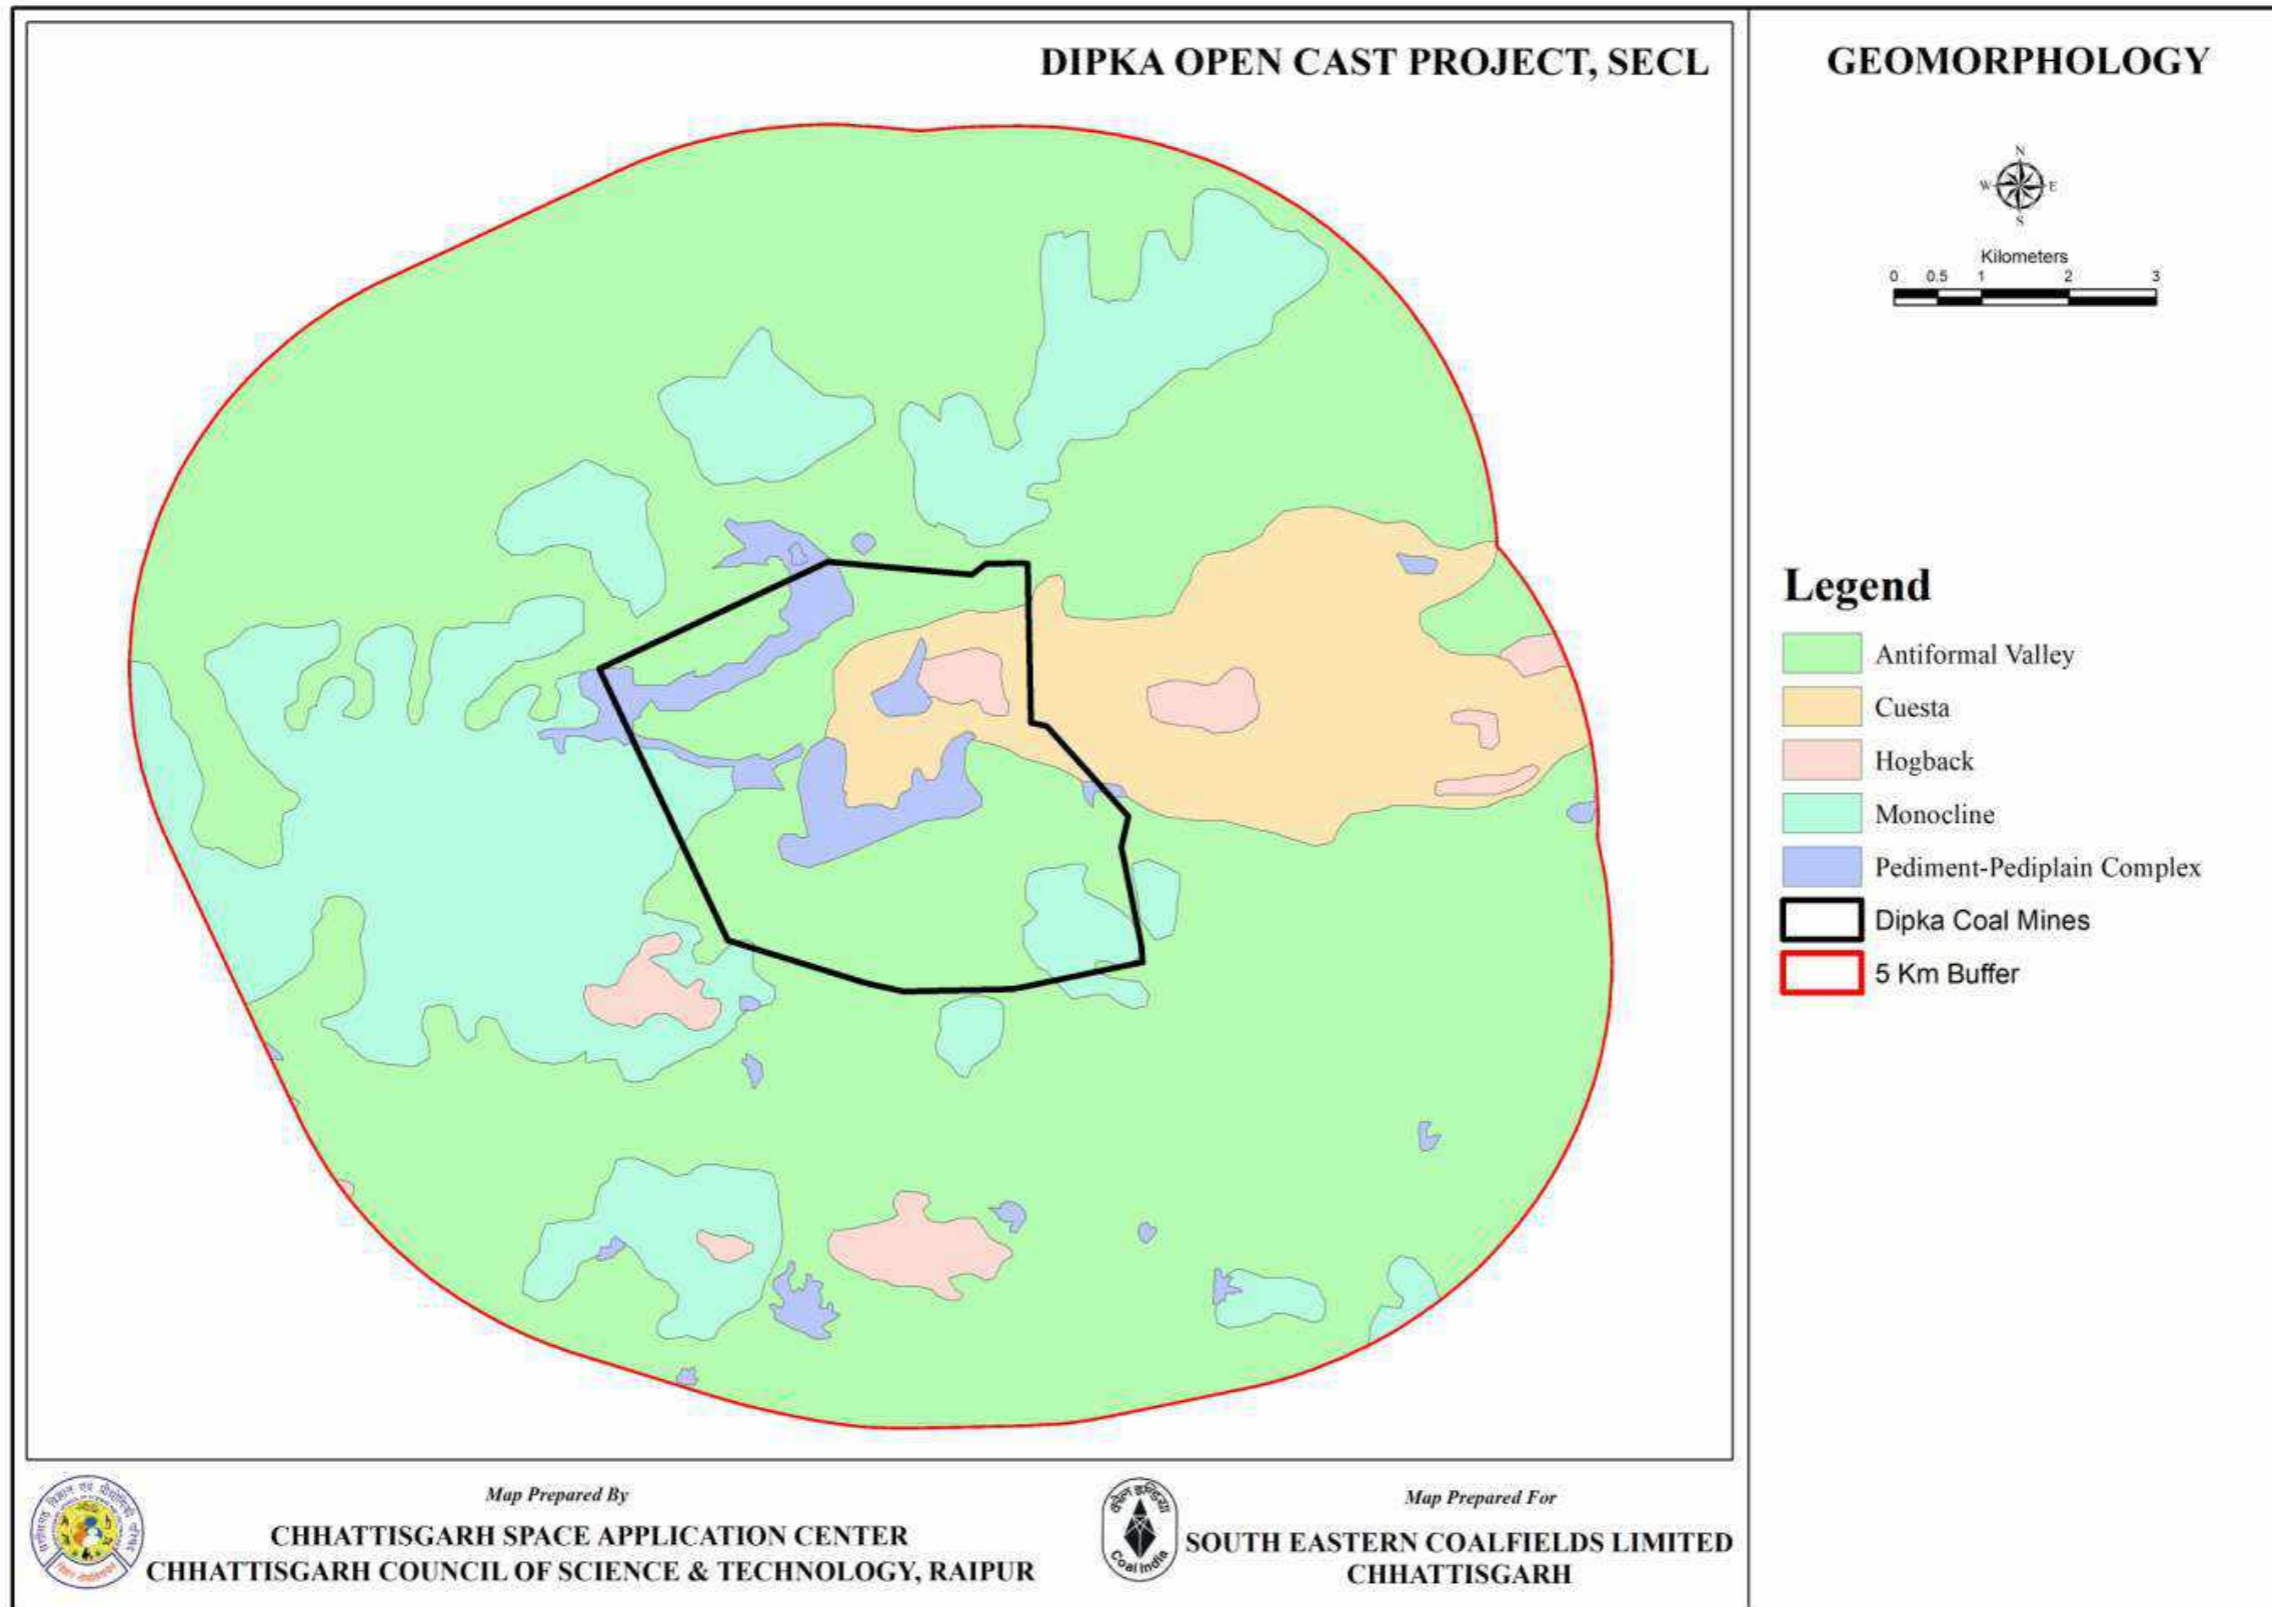 DIPKA OPEN CAST PROJECT, SECL
GEOMORPHOLOGY
N
W E
S
Kilometers
0 0.5 1 2 3
Legend
Antiformal Valley
Cuesta
Hogback
Monocline
Pediment-Pediplain Complex
Dipka Coal Mines
5 Km Buffer
Map Prepared By
CHHATTISGARH SPACE APPLICATION CENTER
CHHATTISGARH COUNCIL OF SCIENCE & TECHNOLOGY, RAIPUR
Coal India
Map Prepared For
SOUTH EASTERN COALFIELDS LIMITED
CHHATTISGARH